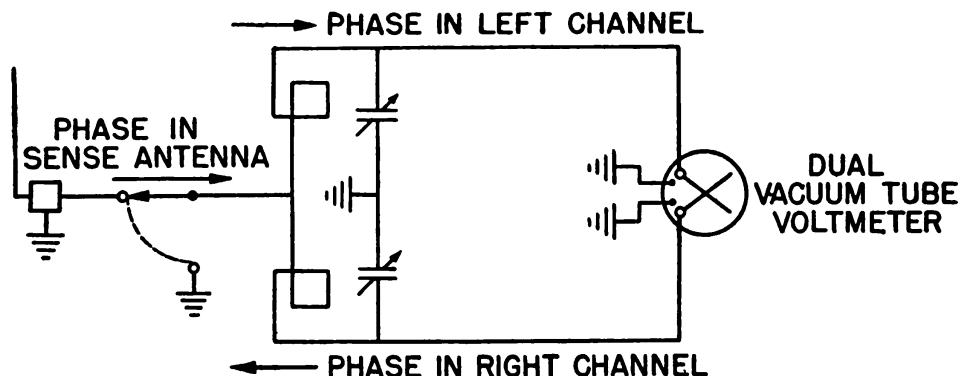 PHASE IN LEFT CHANNEL
PHASE IN
SENSE ANTENNA
DUAL
VACUUM TUBE
VOLTMETER
PHASE IN RIGHT CHANNEL